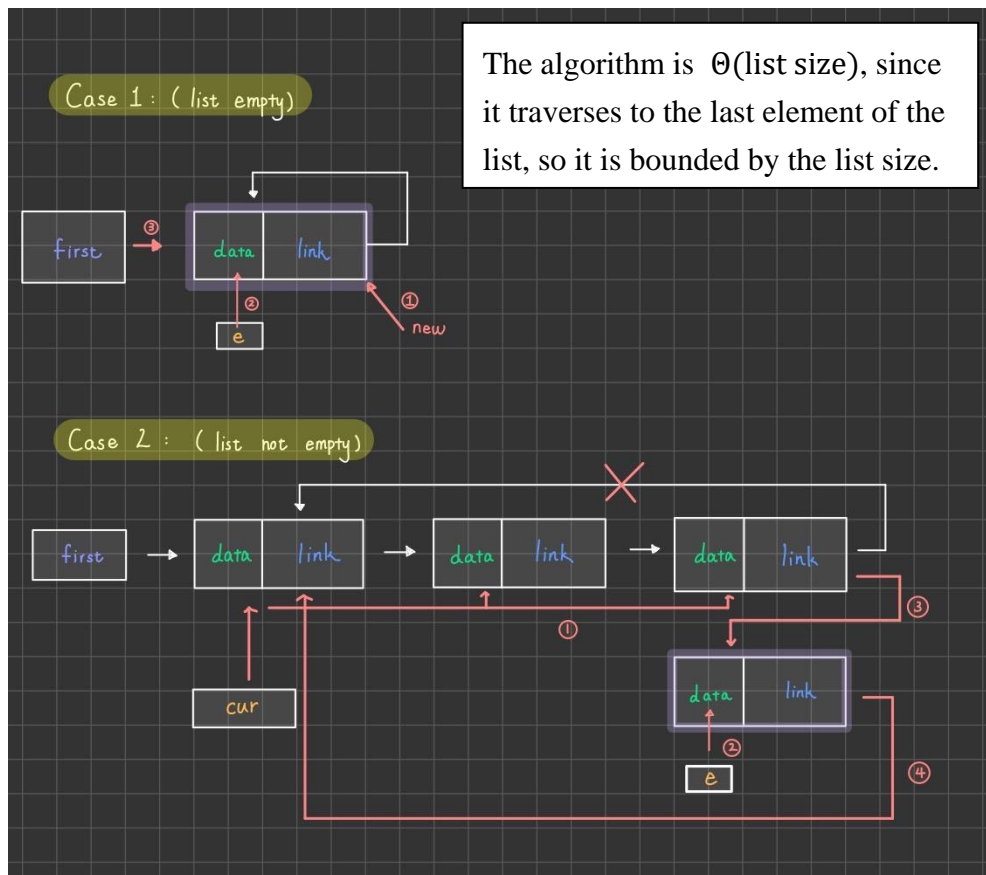 The algorithm is Θ(list size), since
it traverses to the last element of the
list, so it is bounded by the list size.
Case 1: (list empty)
first
③
data
link
②
e
①
new
Case 2: (list not empty)
first
data
link
data
link
data
link
①
③
cur
data
link
②
e
④